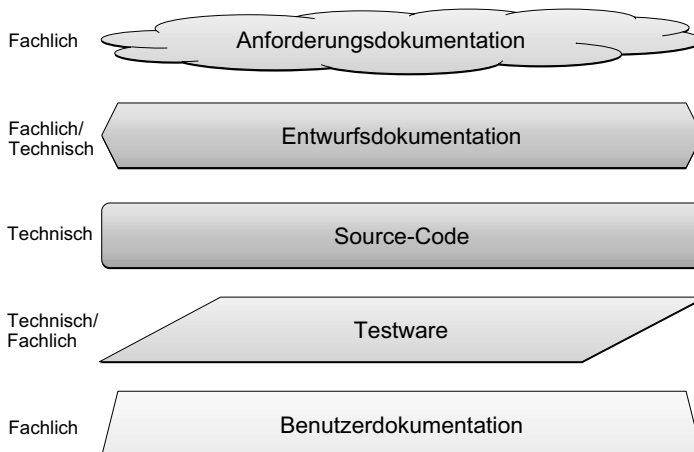 Fachlich
Anforderungsdokumentation
Fachlich/
Technisch
Entwurfsdokumentation
Technisch
Source-Code
Technisch/
Fachlich
Testware
Fachlich
Benutzerdokumentation